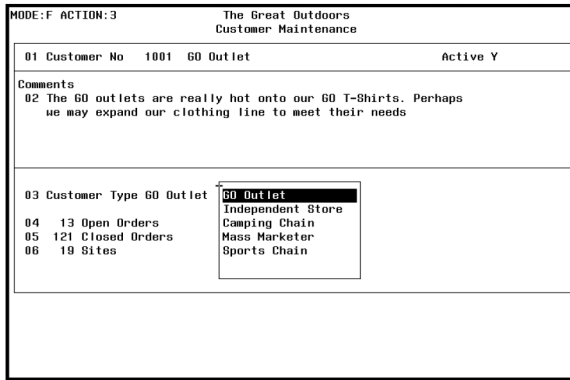 MODE:F ACTION:3 The Great Outdoors
Customer Maintenance
01 Customer No 1001 GO Outlet Active Y
Comments
02 The GO outlets are really hot onto our GO T-Shirts. Perhaps
we may expand our clothing line to meet their needs
03 Customer Type GO Outlet GO Outlet
Independent Store
04 13 Open Orders Camping Chain
05 121 Closed Orders Mass Marketer
06 19 Sites Sports Chain